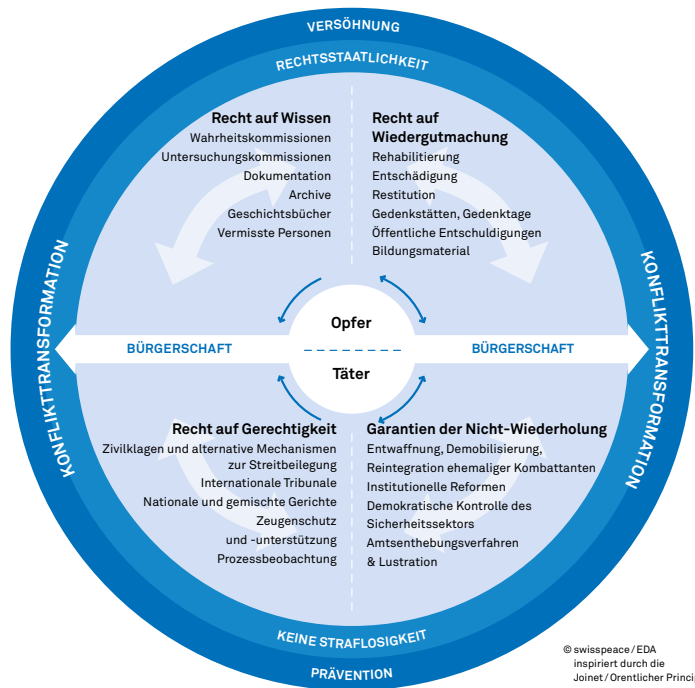 VERSÖHNUNG
RECHTSSTAATLICHKEIT
Recht auf Wissen
Wahrheitskommissionen
Untersuchungskommissionen
Dokumentation
Archive
Geschichtsbücher
Vermisste Personen
Recht auf
Wiedergutmachung
Rehabilitierung
Entschädigung
Restitution
Gedenkstätten, Gedenktage
Öffentliche Entschuldigungen
Bildungsmaterial
KONFLIKTTRANSFORMATION
KONFLIKTTRANSFORMATION
Opfer
BÜRGERSCHAFT
BÜRGERSCHAFT
Täter
Recht auf Gerechtigkeit
Zivilklagen und alternative Mechanismen
zur Streitbeilegung
Internationale Tribunale
Nationale und gemischte Gerichte
Zeugenschutz
und -unterstützung
Prozessbeobachtung
Garantien der Nicht-Wiederholung
Entwaffnung, Demobilisierung,
Reintegration ehemaliger Kombattanten
Institutionelle Reformen
Demokratische Kontrolle des
Sicherheitssektors
Amtsenthebungsverfahren
& Lustration
KEINE STRAFLOSIGKEIT
PRÄVENTION
© swisspeace / EDA
inspiriert durch die
Joinet / Orentlicher Princi